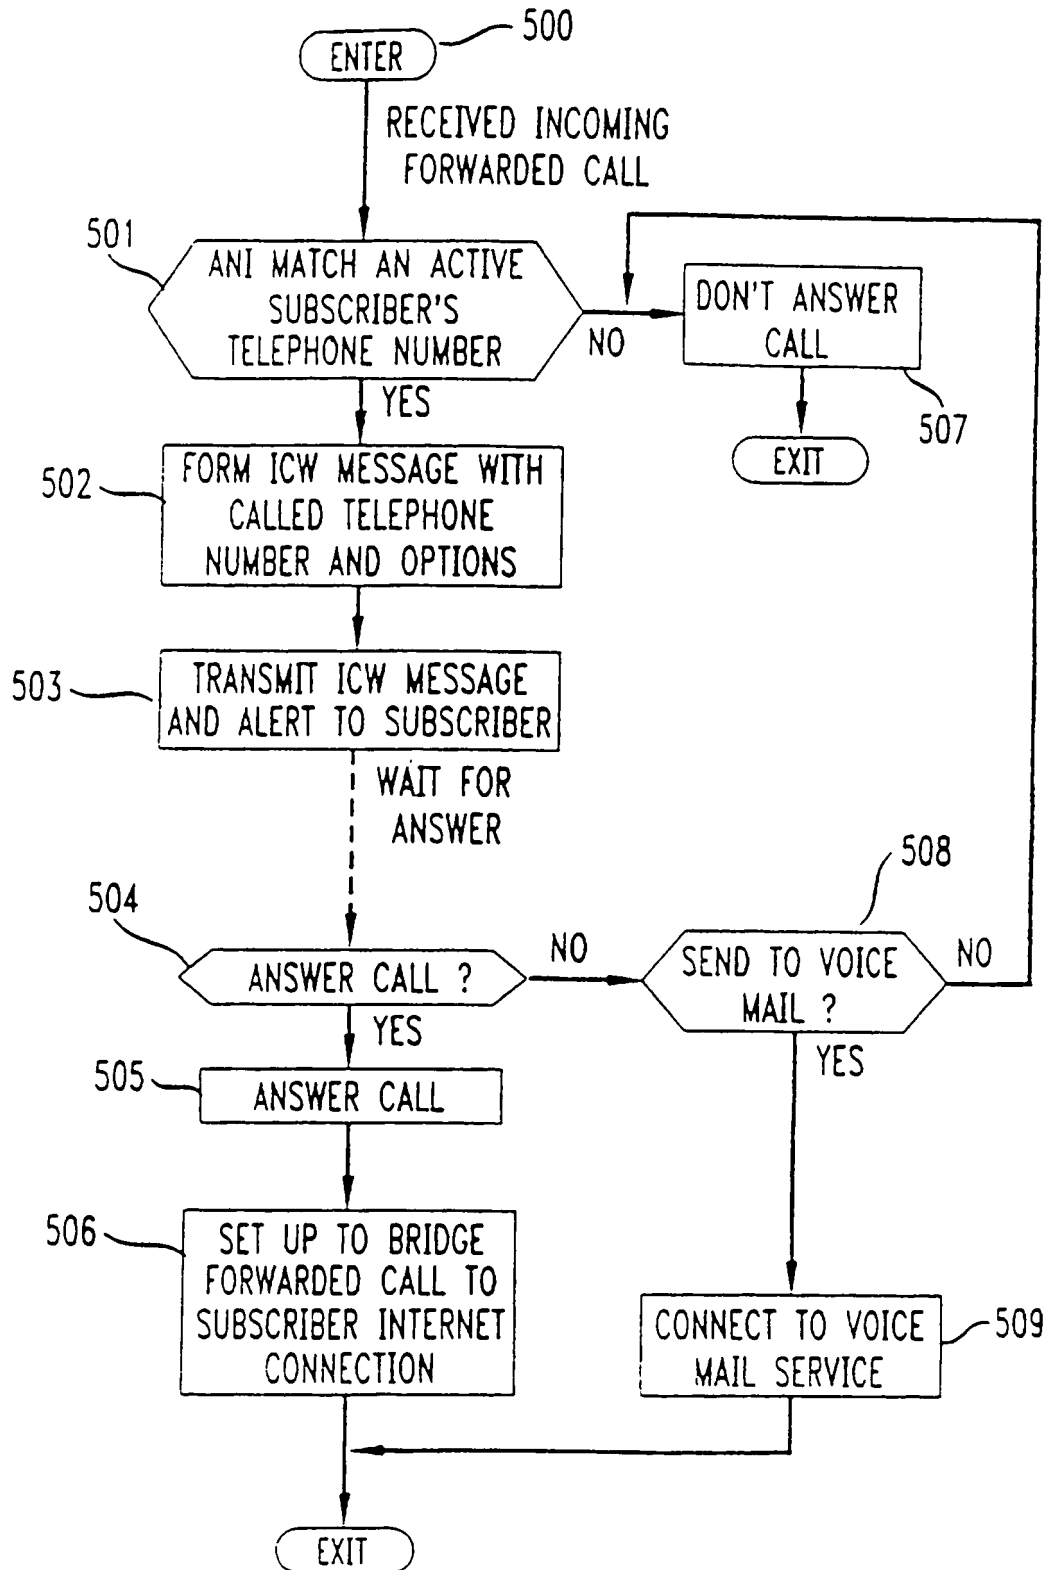 500
ENTER
RECEIVED INCOMING
FORWARDED CALL
501
ANI MATCH AN ACTIVE
SUBSCRIBER'S
TELEPHONE NUMBER
NO
DON'T ANSWER
CALL
507
EXIT
YES
502
FORM ICW MESSAGE WITH
CALLED TELEPHONE
NUMBER AND OPTIONS
503
TRANSMIT ICW MESSAGE
AND ALERT TO SUBSCRIBER
WAIT FOR
ANSWER
504
ANSWER CALL ?
NO
508
SEND TO VOICE
MAIL ?
NO
YES
YES
505
ANSWER CALL
506
SET UP TO BRIDGE
FORWARDED CALL TO
SUBSCRIBER INTERNET
CONNECTION
CONNECT TO VOICE
MAIL SERVICE
509
EXIT